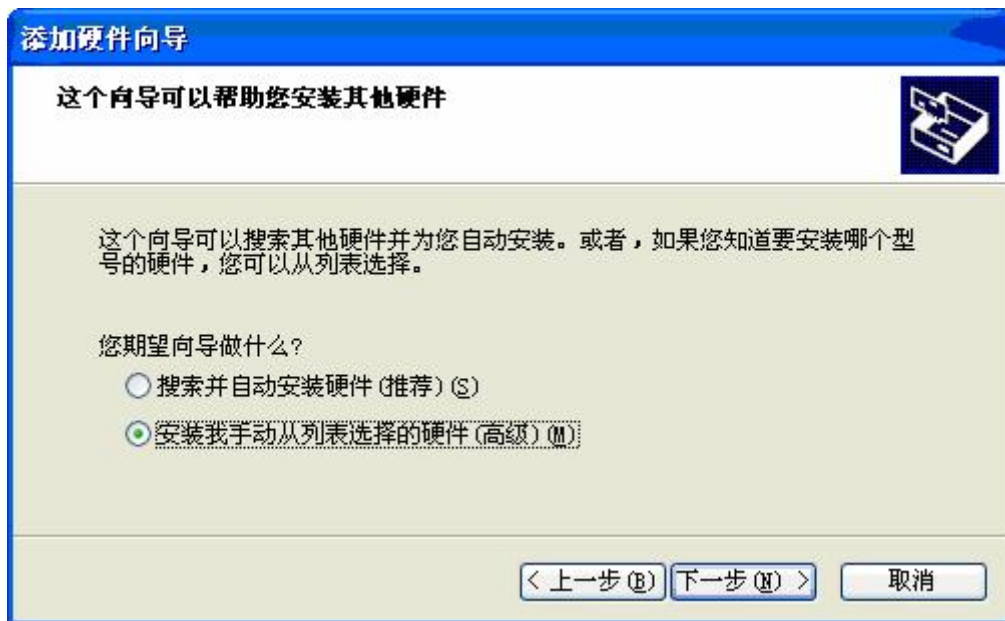 添加硬件向导
这个向导可以帮助您安装其他硬件
这个向导可以搜索其他硬件并为您自动安装。或者，如果您知道要安装哪个型
号的硬件，您可以从列表选择。
您期望向导做什么?
搜索并自动安装硬件(推荐)(S)
安装我手动从列表选择的硬件(高级)(M)
< 上一步(B) 下一步(N) > 取消